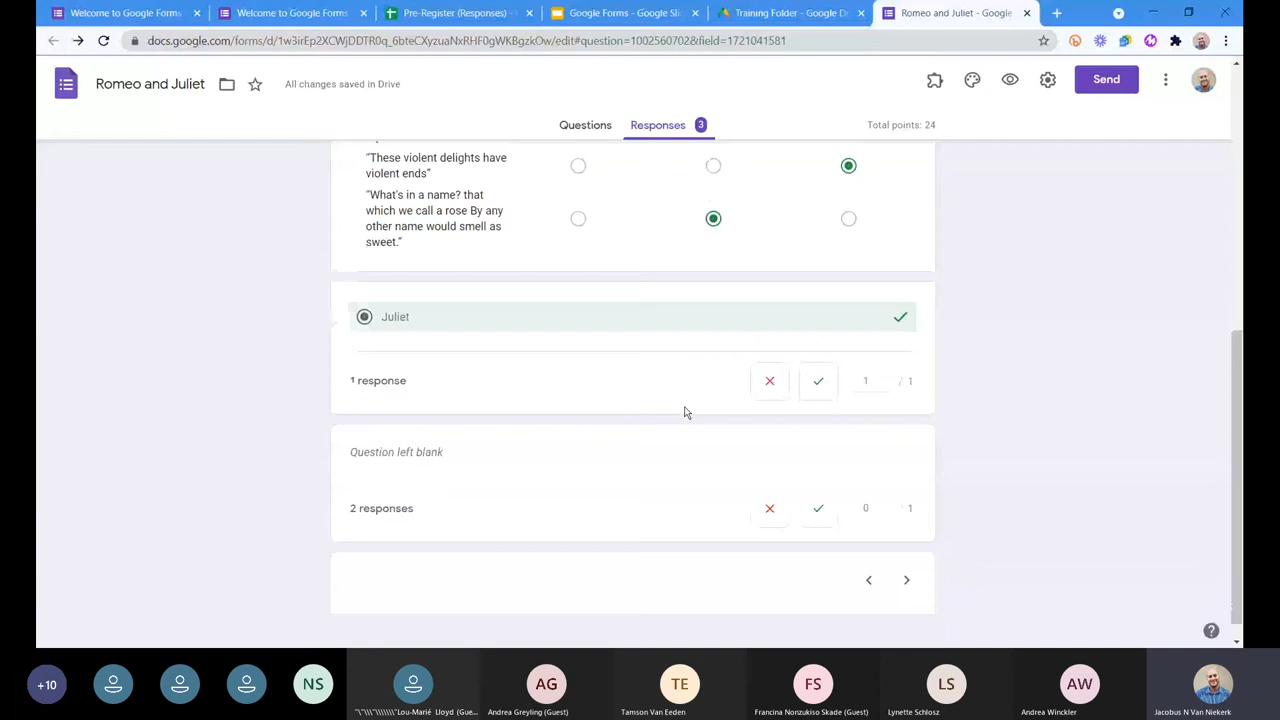 Welcome to Google Forms -
Welcome to Google Forms -
Pre-Register (Responses) -
Google Forms - Google Sli
Training Folder - Google D
Romeo and Juliet - Google
docs.google.com/forms/d/1w3irEp2XCWjDDTR0q_6bteCXyzuaNxRHF0gWKBgzkOw/edit#question=1002560702&field=1721041581
Romeo and Juliet
All changes saved in Drive
Send
Questions
Responses 3
Total points: 24
"These violent delights have
violent ends"
"What's in a name? that
which we call a rose By any
other name would smell as
sweet."
Juliet
1 response
1 / 1
Question left blank
2 responses
0 1
+10
NS
AG
TE
FS
LS
AW
"\"\\"\\\\\\\"Lou-Marié Lloyd (Gue...
Andrea Greyling (Guest)
Tamson Van Eeden
Francina Nonzukiso Skade (Guest)
Lynette Schlosz
Andrea Winckler
Jacobus N Van Niekerk